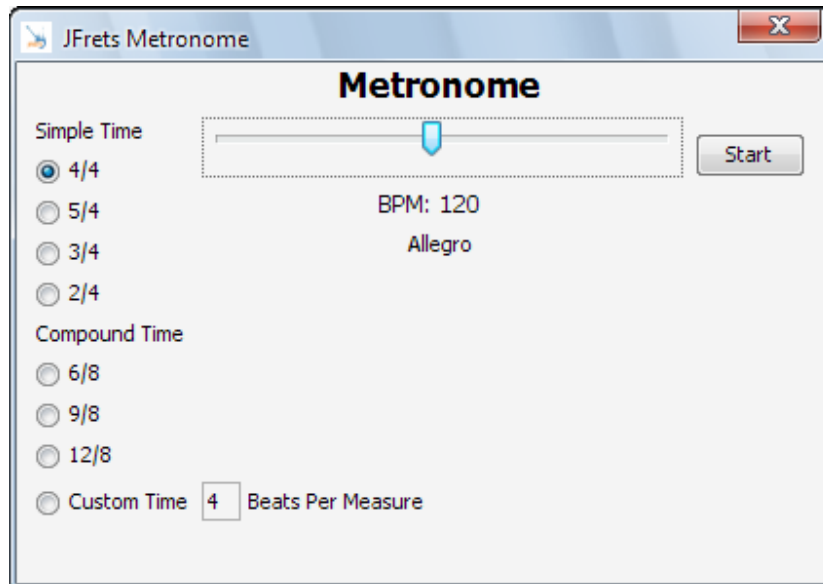 JFrets Metronome
Metronome
Simple Time
Start
4/4
5/4
BPM: 120
3/4
Allegro
2/4
Compound Time
6/8
9/8
12/8
Custom Time 4 Beats Per Measure